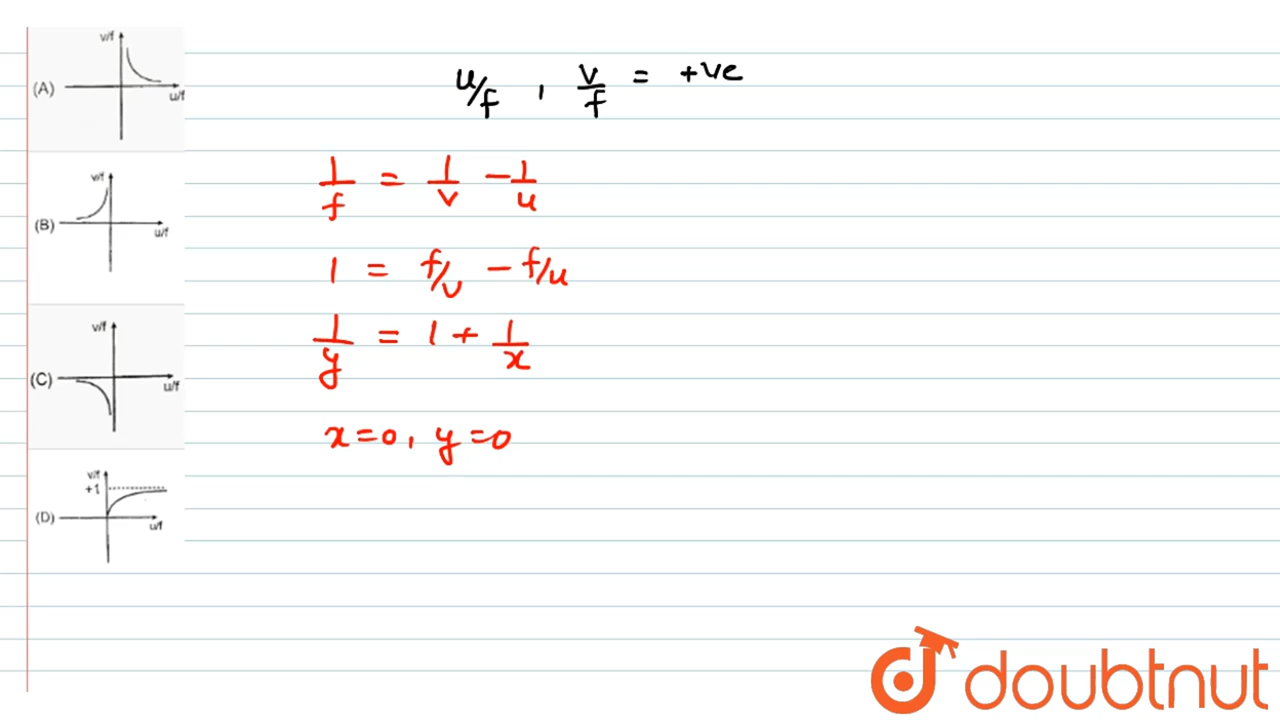 v/f
(A)
u/f
v/f
(B)
u/f
v/f
(C)
u/f
v/f
+1
(D)
u/f
u/f , v/f = +ve
1/f = 1/v - 1/u
1 = f/v - f/u
1/y = 1 + 1/x
x=0, y=0
doubtnut